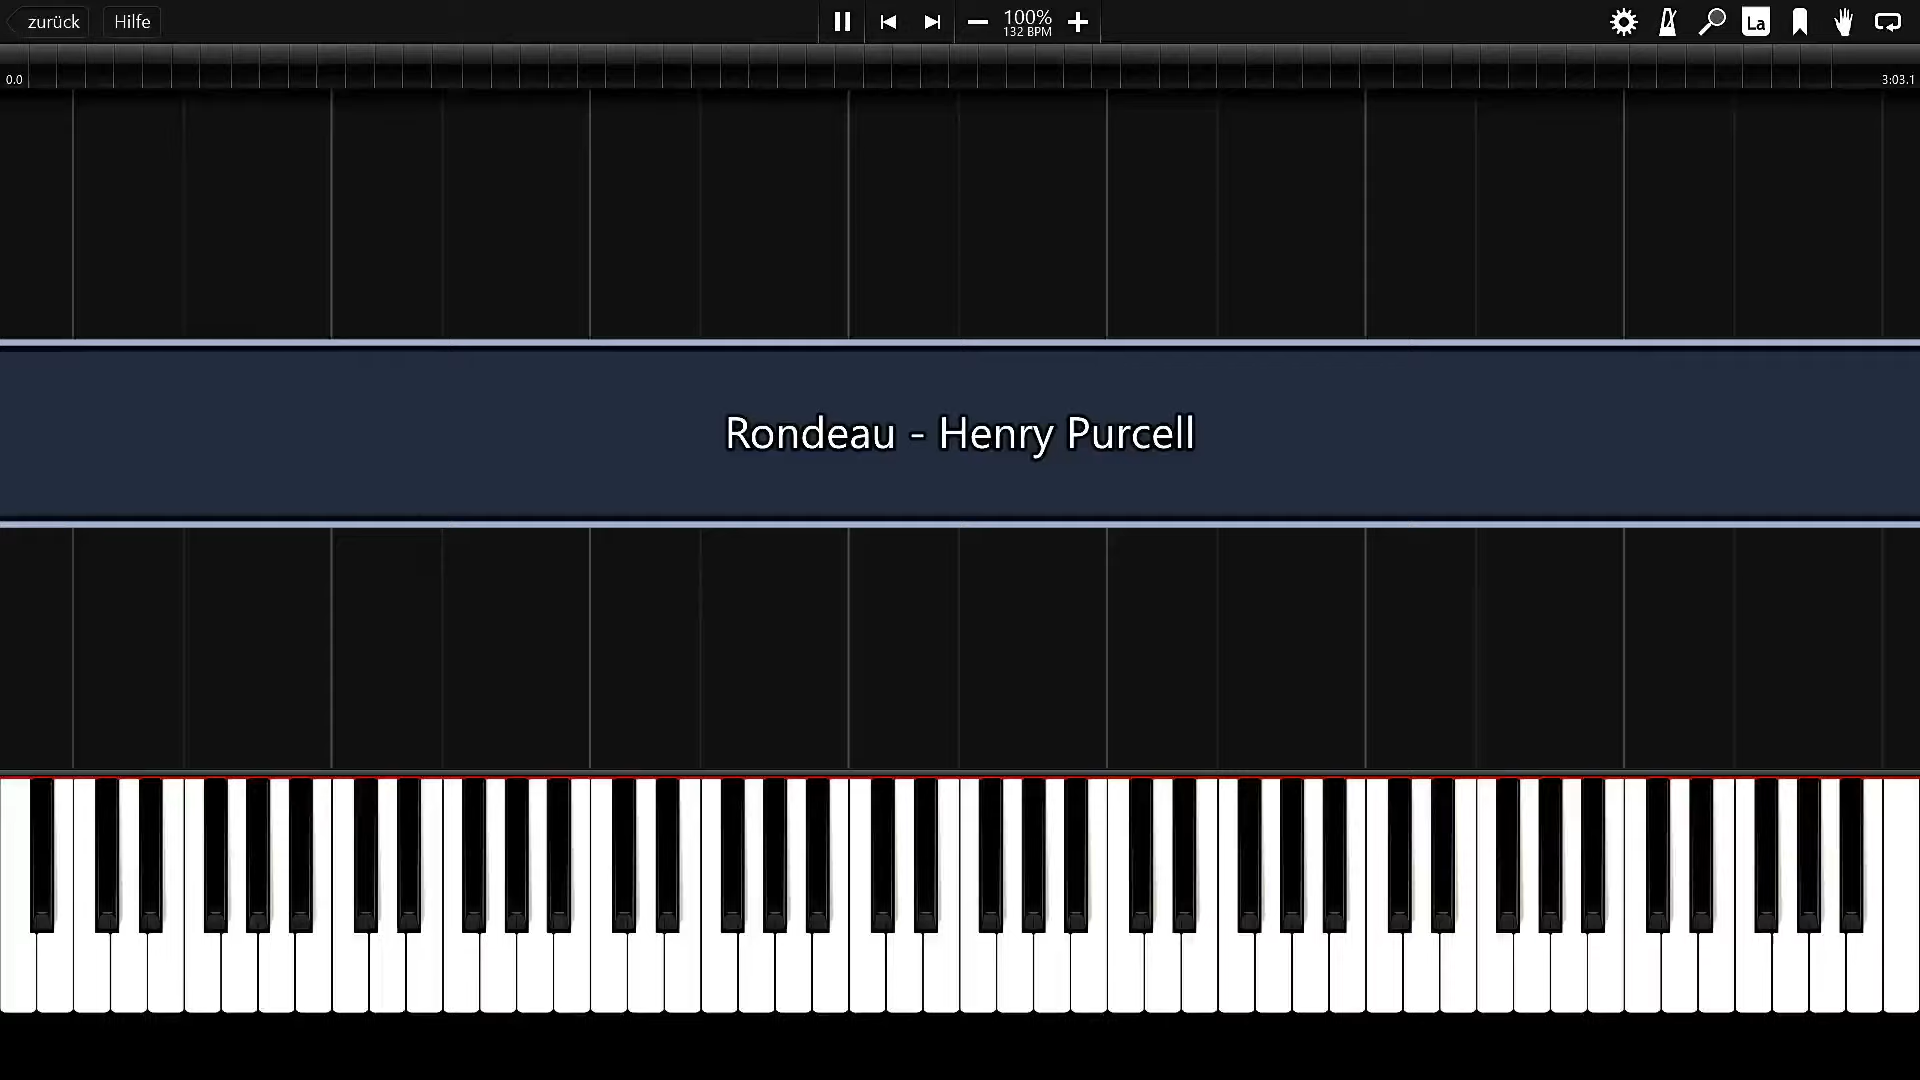 zurück
Hilfe
100%
132 BPM
La
0.0
3:03.1
Rondeau - Henry Purcell